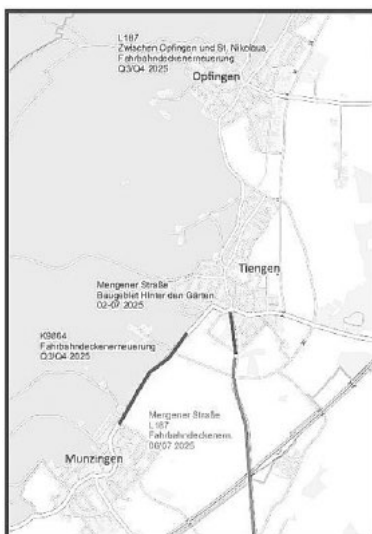 L187
Zwischen Opfingen und St. Nikolaus
Fahrbahndeckenerneuerung
Q3/Q4 2025
Opfingen
Tiengen
Mengener Straße
Baugebiet Hinter den Gärten
02-07 2025
K9864
Fahrbahndeckenerneuerung
Q3/Q4 2025
Mengener Straße
L187
Fahrbahndeckenern.
06/07 2025
Munzingen